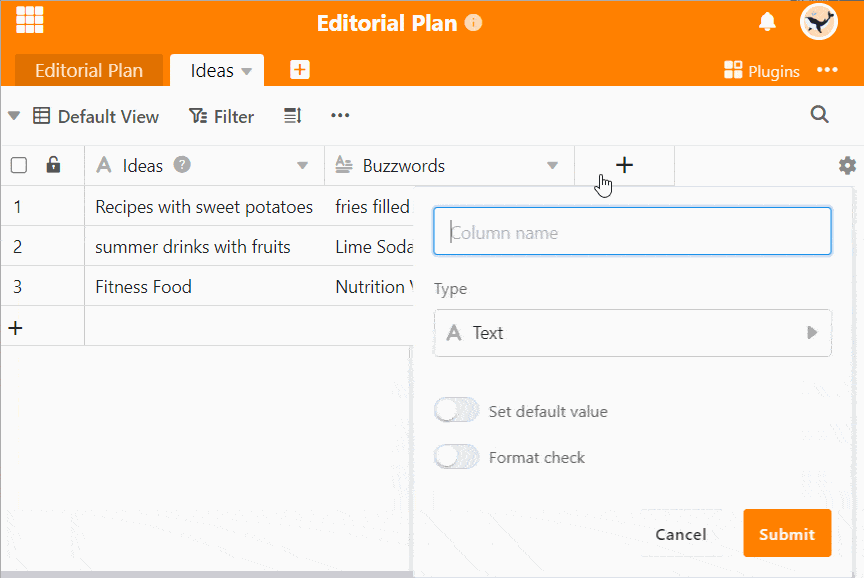 Editorial Plan
Editorial Plan
Ideas
Plugins
Default View
Filter
Ideas
Buzzwords
1 Recipes with sweet potatoes fries filled
2 summer drinks with fruits Lime Soda
3 Fitness Food Nutrition
Column name
Type
Text
Set default value
Format check
Cancel Submit